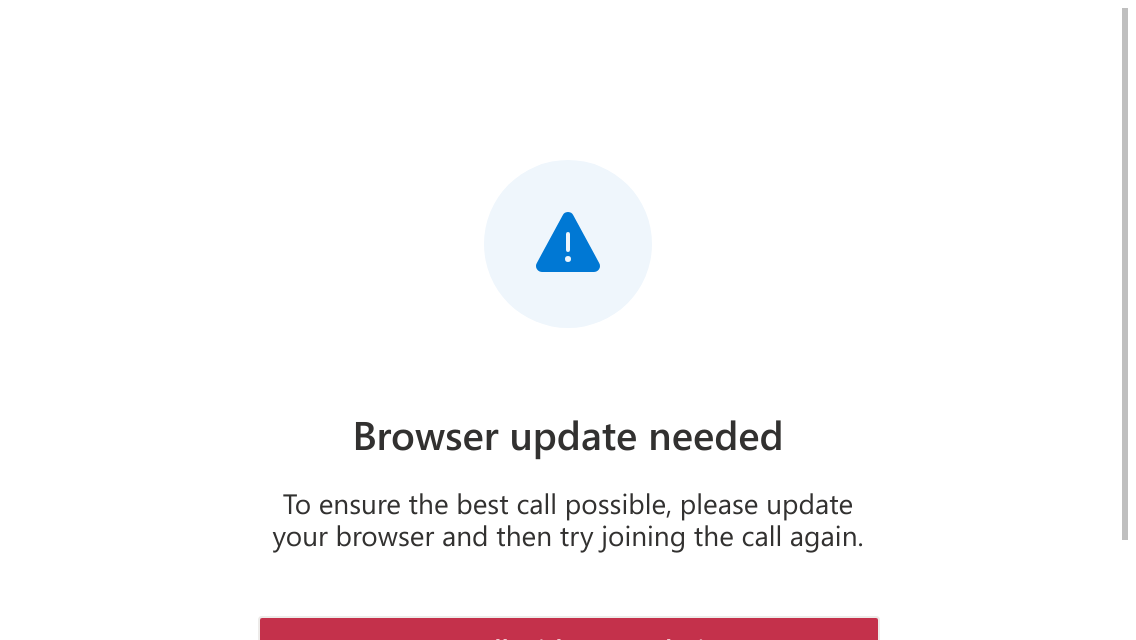 Browser update needed
To ensure the best call possible, please update
your browser and then try joining the call again.